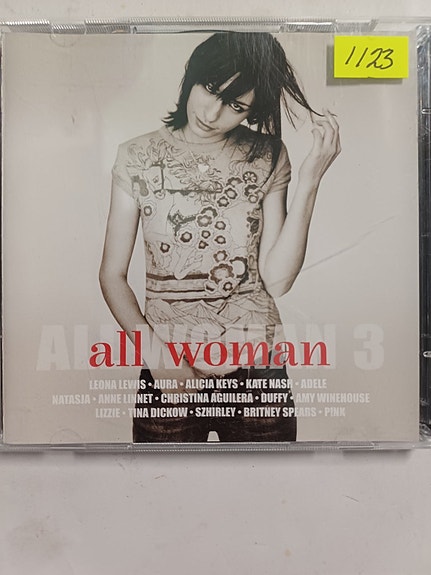 1123
ALL WOMAN 3
all woman
LEONA LEWIS • AURA • ALICIA KEYS • KATE NASH • ADELE
NATASJA • ANNE LINNET • CHRISTINA AGUILERA • DUFFY • AMY WINEHOUSE
LIZZIE • TINA DICKOW • SZHIRLEY • BRITNEY SPEARS • P!NK